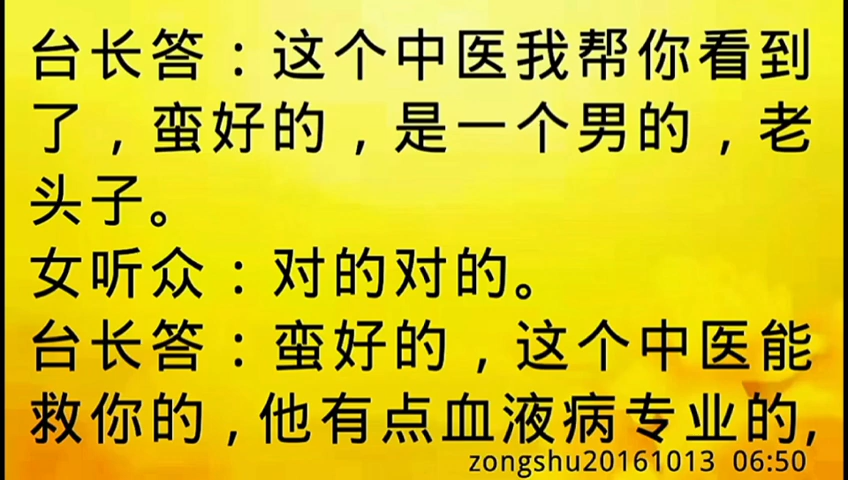 台长答：这个中医我帮你看到
了，蛮好的，是一个男的，老
头子。
女听众：对的对的。
台长答：蛮好的，这个中医能
救你的，他有点血液病专业的，
zongshu20161013 06:50